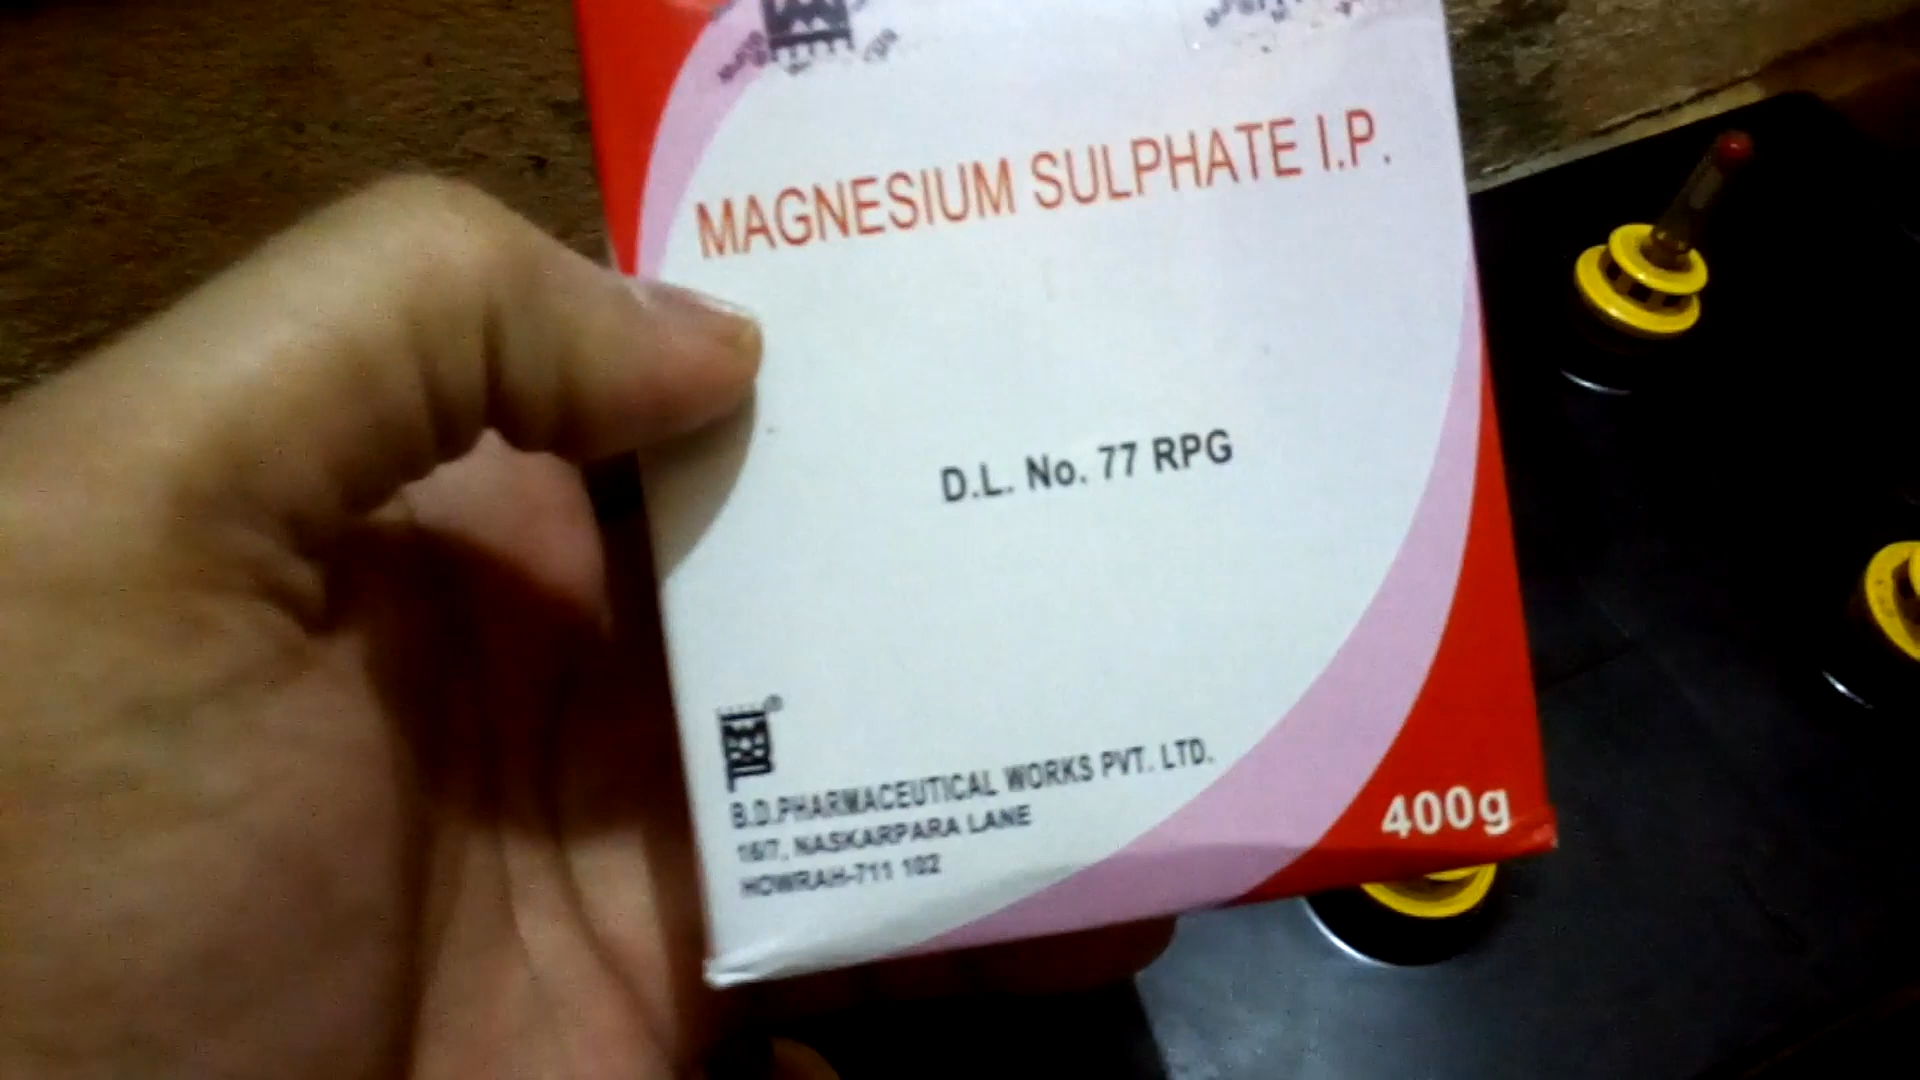 MAGNESIUM SULPHATE I.P.
D.L. No. 77 RPG
B.D.PHARMACEUTICAL WORKS PVT. LTD.
16/7, NASKARPARA LANE
HOWRAH-711 102
400g